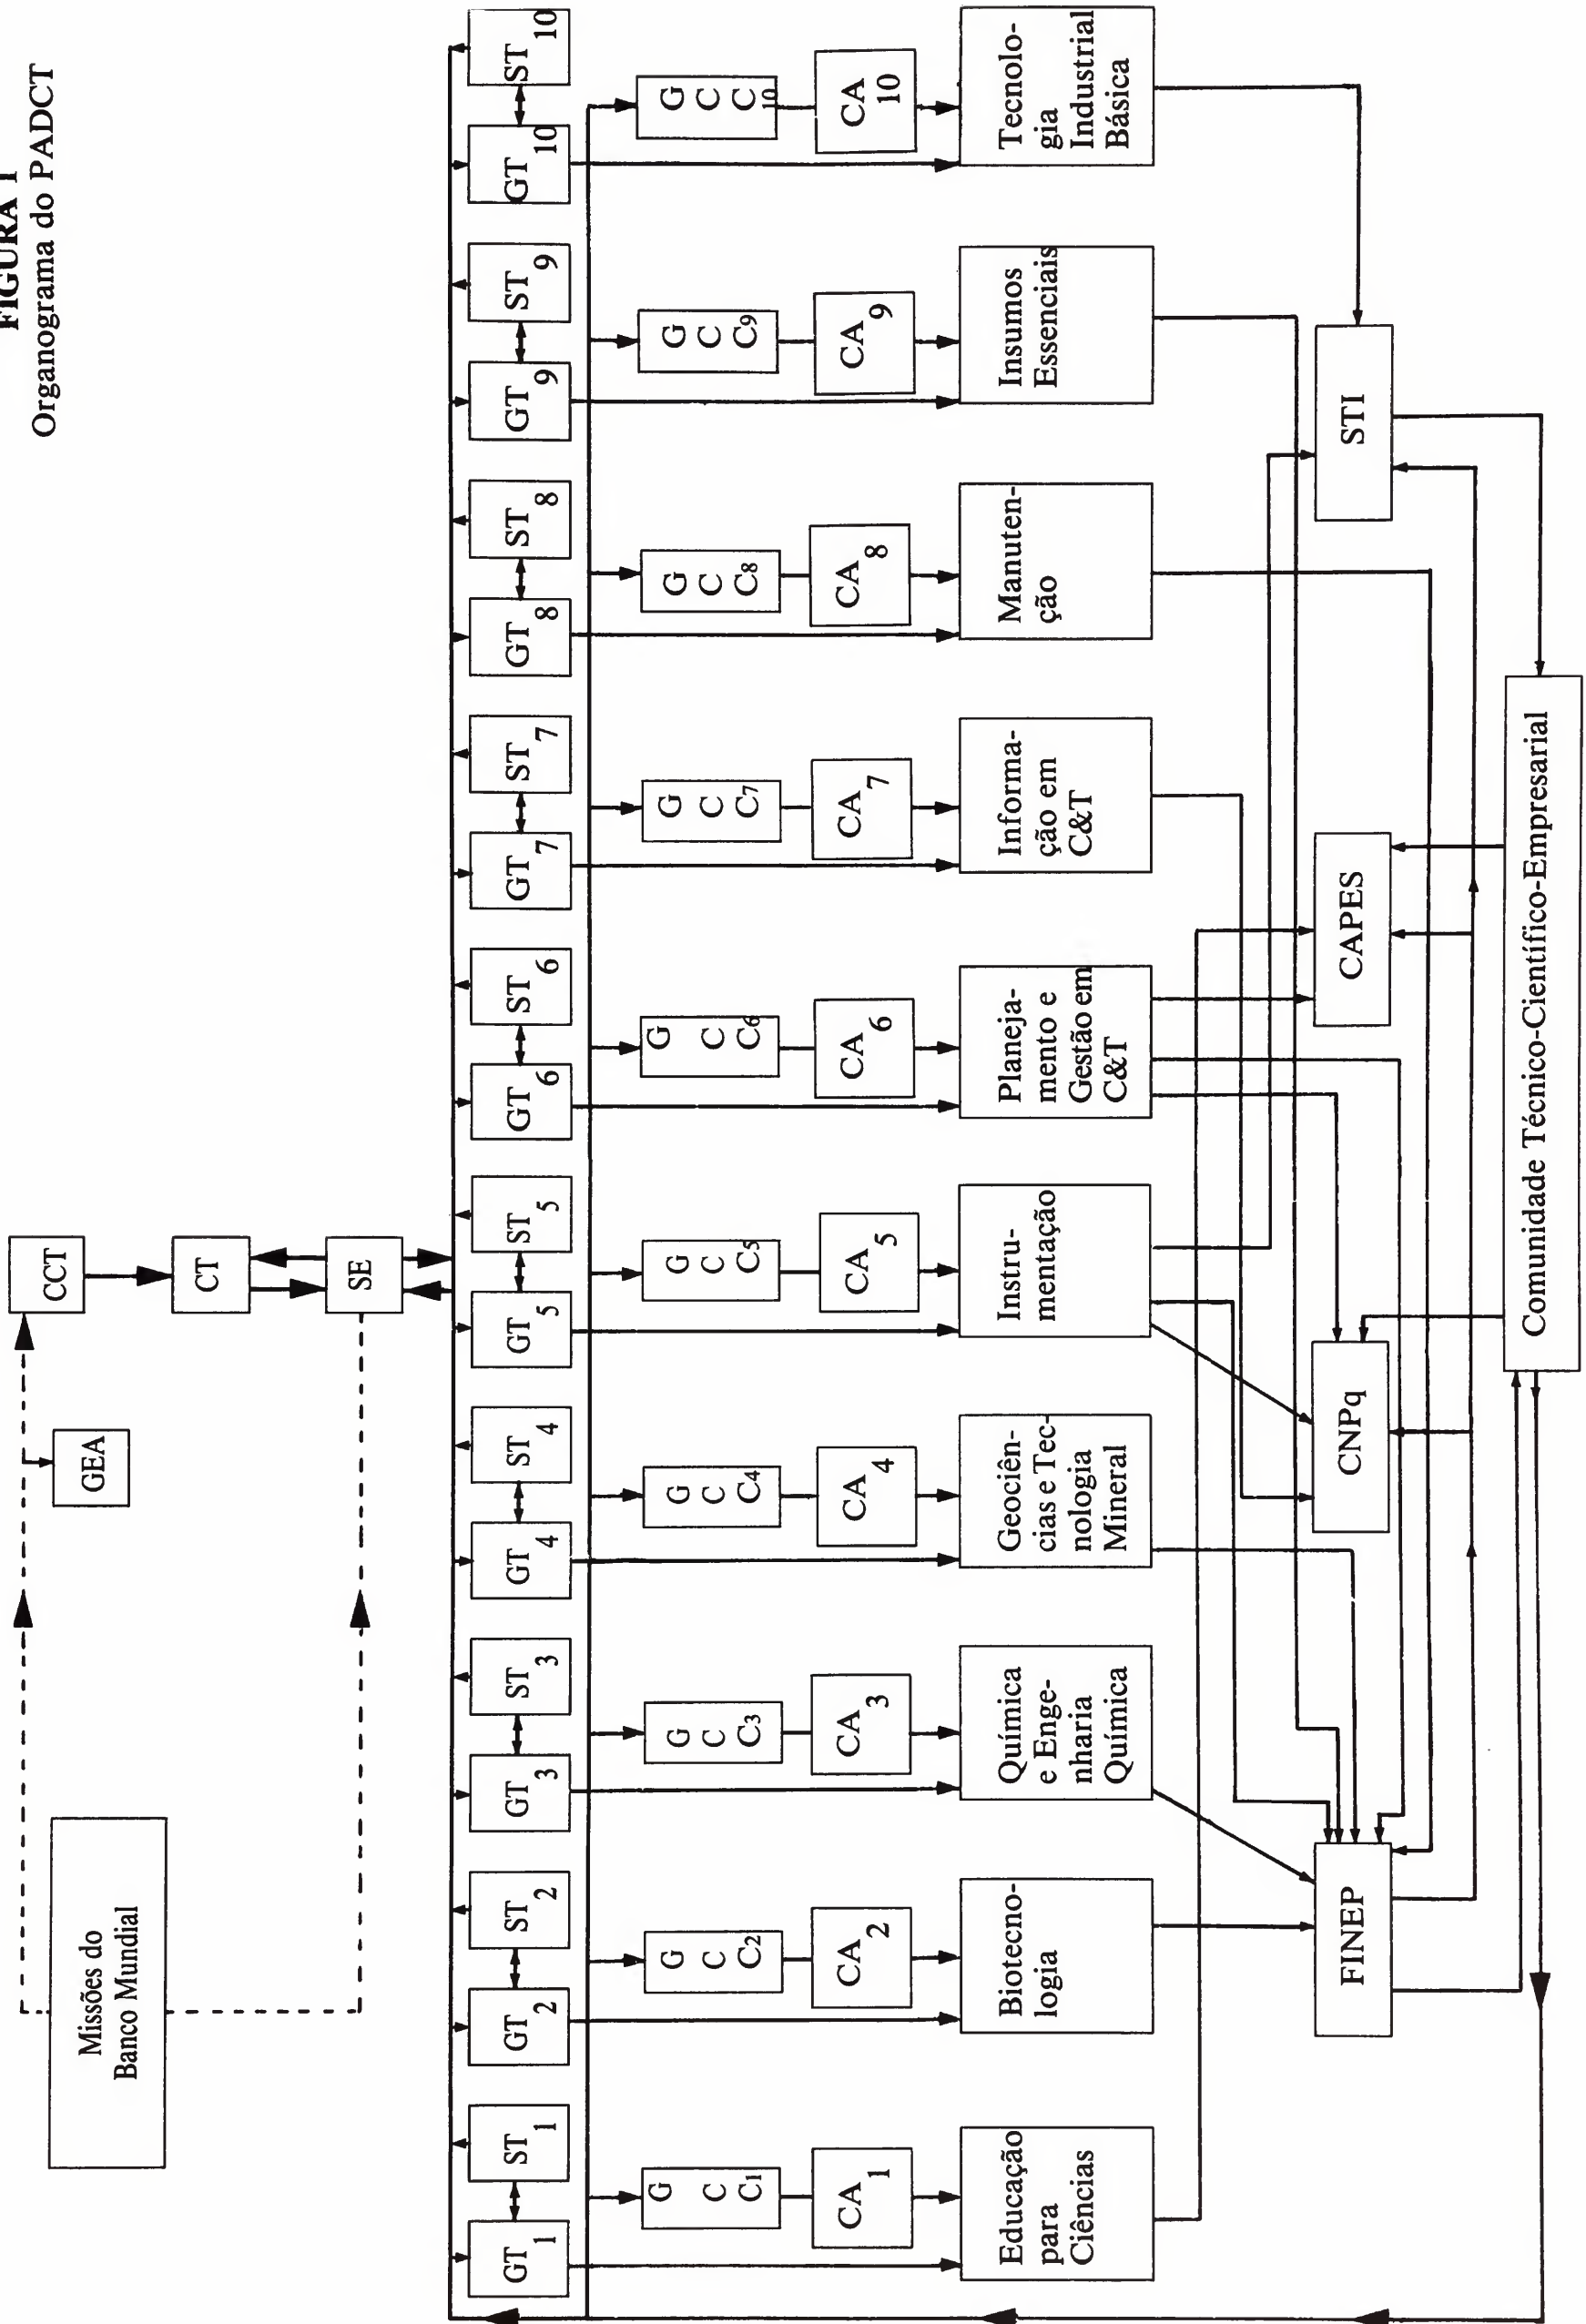 FIGURA 1
Organograma do PADCT
Missões do
Banco Mundial
GEA
CCT
CT
SE
GT 1
ST 1
GT 2
ST 2
GT 3
ST 3
GT 4
ST 4
GT 5
ST 5
GT 6
ST 6
GT 7
ST 7
GT 8
ST 8
GT 9
ST 9
GT 10
ST 10
G
C
C1
G
C
C2
G
C
C3
G
C
C4
G
C
C5
G
C
C6
G
C
C7
G
C
C8
G
C
C9
G
C
C10
CA 1
CA 2
CA 3
CA 4
CA 5
CA 6
CA 7
CA 8
CA 9
CA 10
Educação
para
Ciências
Biotecno-
logia
Química
e Enge-
nharia
Química
Geociên-
cias e Tec-
nologia
Mineral
Instru-
mentação
Planeja-
mento e
Gestão em
C&T
Informa-
ção em
C&T
Manuten-
ção
Insumos
Essenciais
Tecnolo-
gia
Industrial
Básica
FINEP
CNPq
CAPES
STI
Comunidade Técnico-Científico-Empresarial